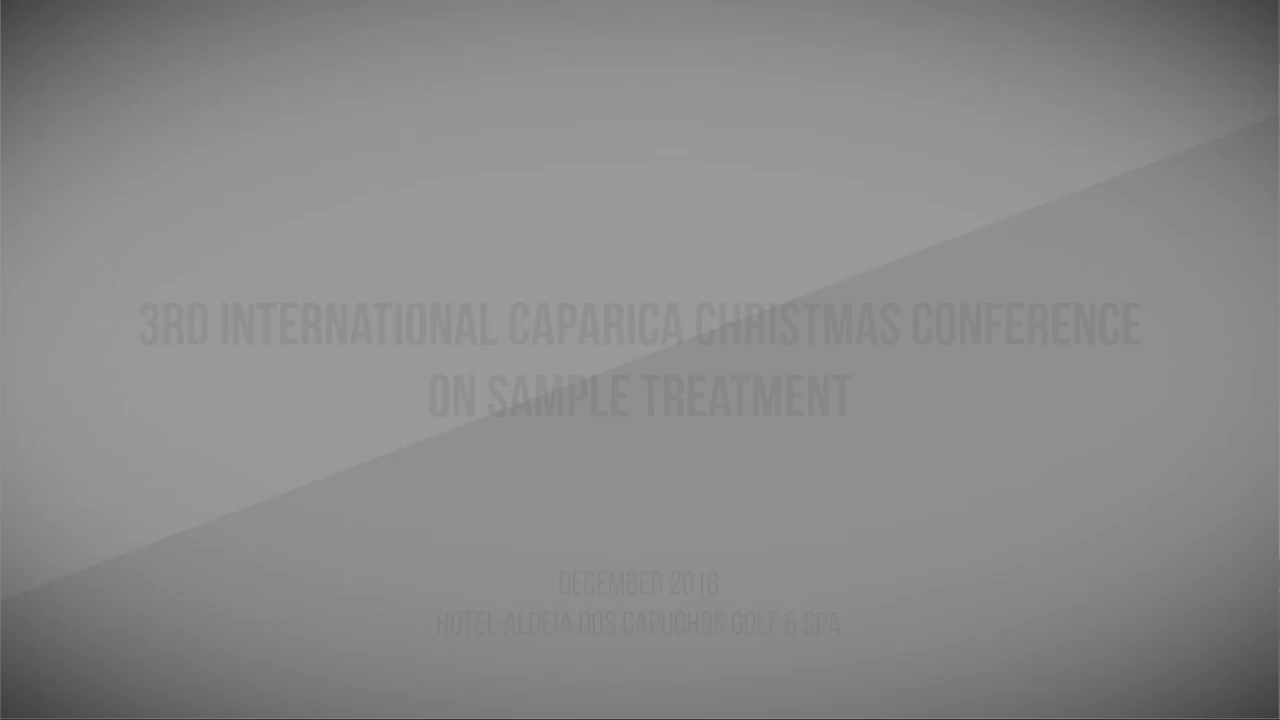 3RD INTERNATIONAL CAPARICA CHRISTMAS CONFERENCE
ON SAMPLE TREATMENT
DECEMBER 2018
HOTEL ALDEIA DOS CAPUCHOS GOLF & SPA